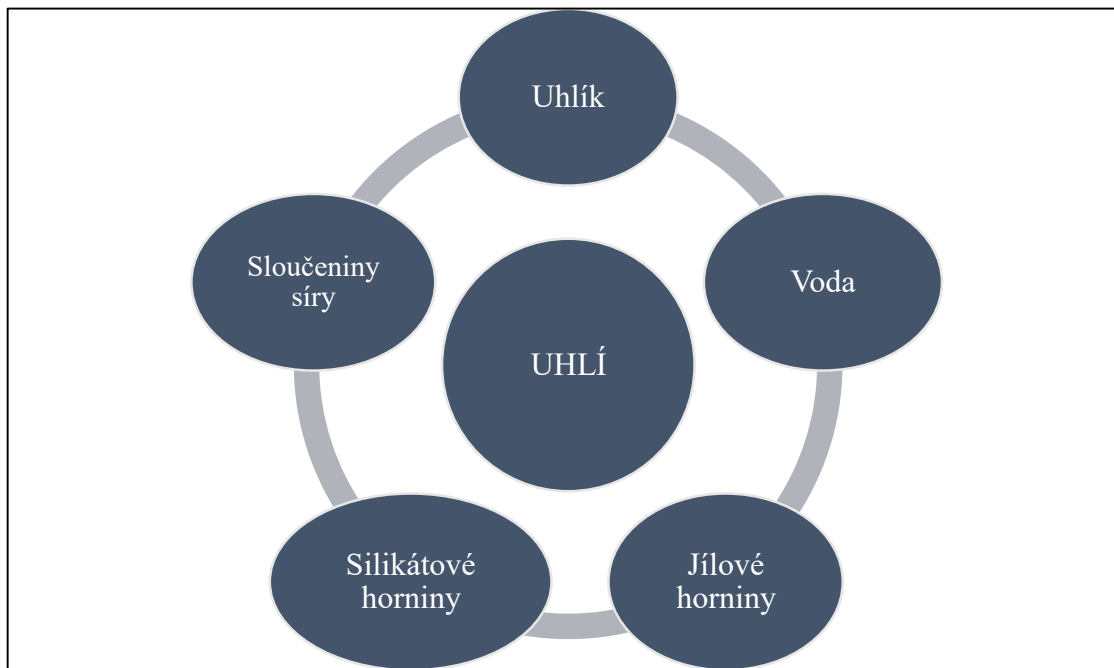 Uhlík
Sloučeniny
síry
Voda
UHLÍ
Silikátové
horniny
Jílové
horniny